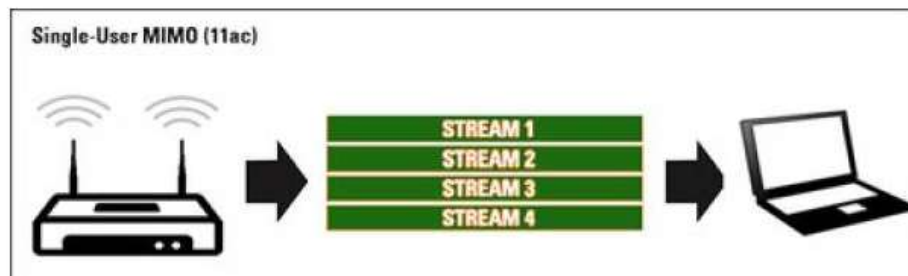 Single-User MIMO (11ac)
STREAM 1
STREAM 2
STREAM 3
STREAM 4